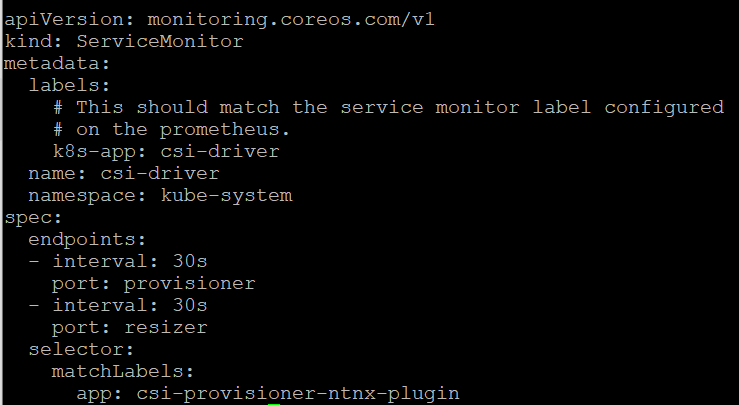 apiVersion: monitoring.coreos.com/v1
kind: ServiceMonitor
metadata:
  labels:
    # This should match the service monitor label configured
    # on the prometheus.
    k8s-app: csi-driver
  name: csi-driver
  namespace: kube-system
spec:
  endpoints:
  - interval: 30s
    port: provisioner
  - interval: 30s
    port: resizer
  selector:
    matchLabels:
      app: csi-provisioner-ntnx-plugin